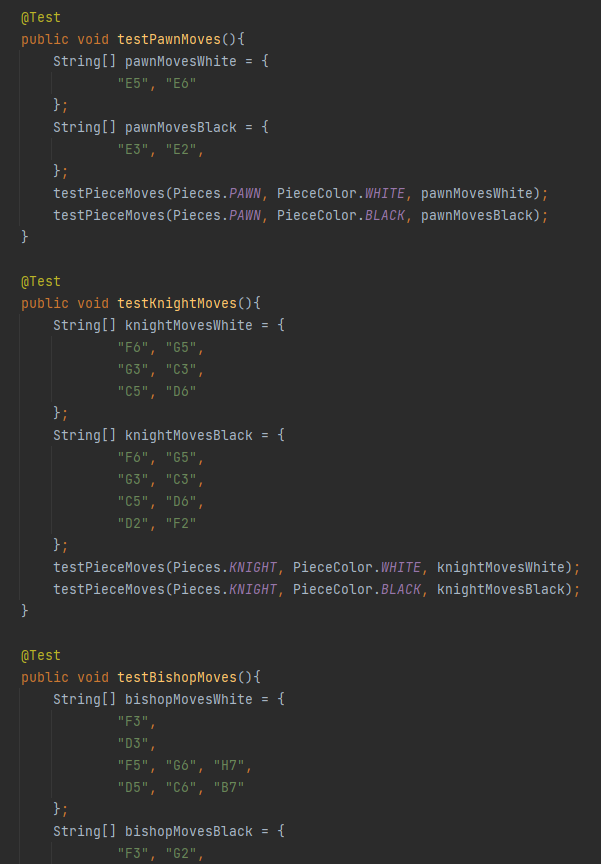 @Test
public void testPawnMoves(){
String[] pawnMovesWhite = {
"E5", "E6"
};
String[] pawnMovesBlack = {
"E3", "E2",
};
testPieceMoves(Pieces.PAWN, PieceColor.WHITE, pawnMovesWhite);
testPieceMoves(Pieces.PAWN, PieceColor.BLACK, pawnMovesBlack);
}
@Test
public void testKnightMoves(){
String[] knightMovesWhite = {
"F6", "G5",
"G3", "C3",
"C5", "D6"
};
String[] knightMovesBlack = {
"F6", "G5",
"G3", "C3",
"C5", "D6",
"D2", "F2"
};
testPieceMoves(Pieces.KNIGHT, PieceColor.WHITE, knightMovesWhite);
testPieceMoves(Pieces.KNIGHT, PieceColor.BLACK, knightMovesBlack);
}
@Test
public void testBishopMoves(){
String[] bishopMovesWhite = {
"F3",
"D3",
"F5", "G6", "H7",
"D5", "C6", "B7"
};
String[] bishopMovesBlack = {
"F3", "G2",